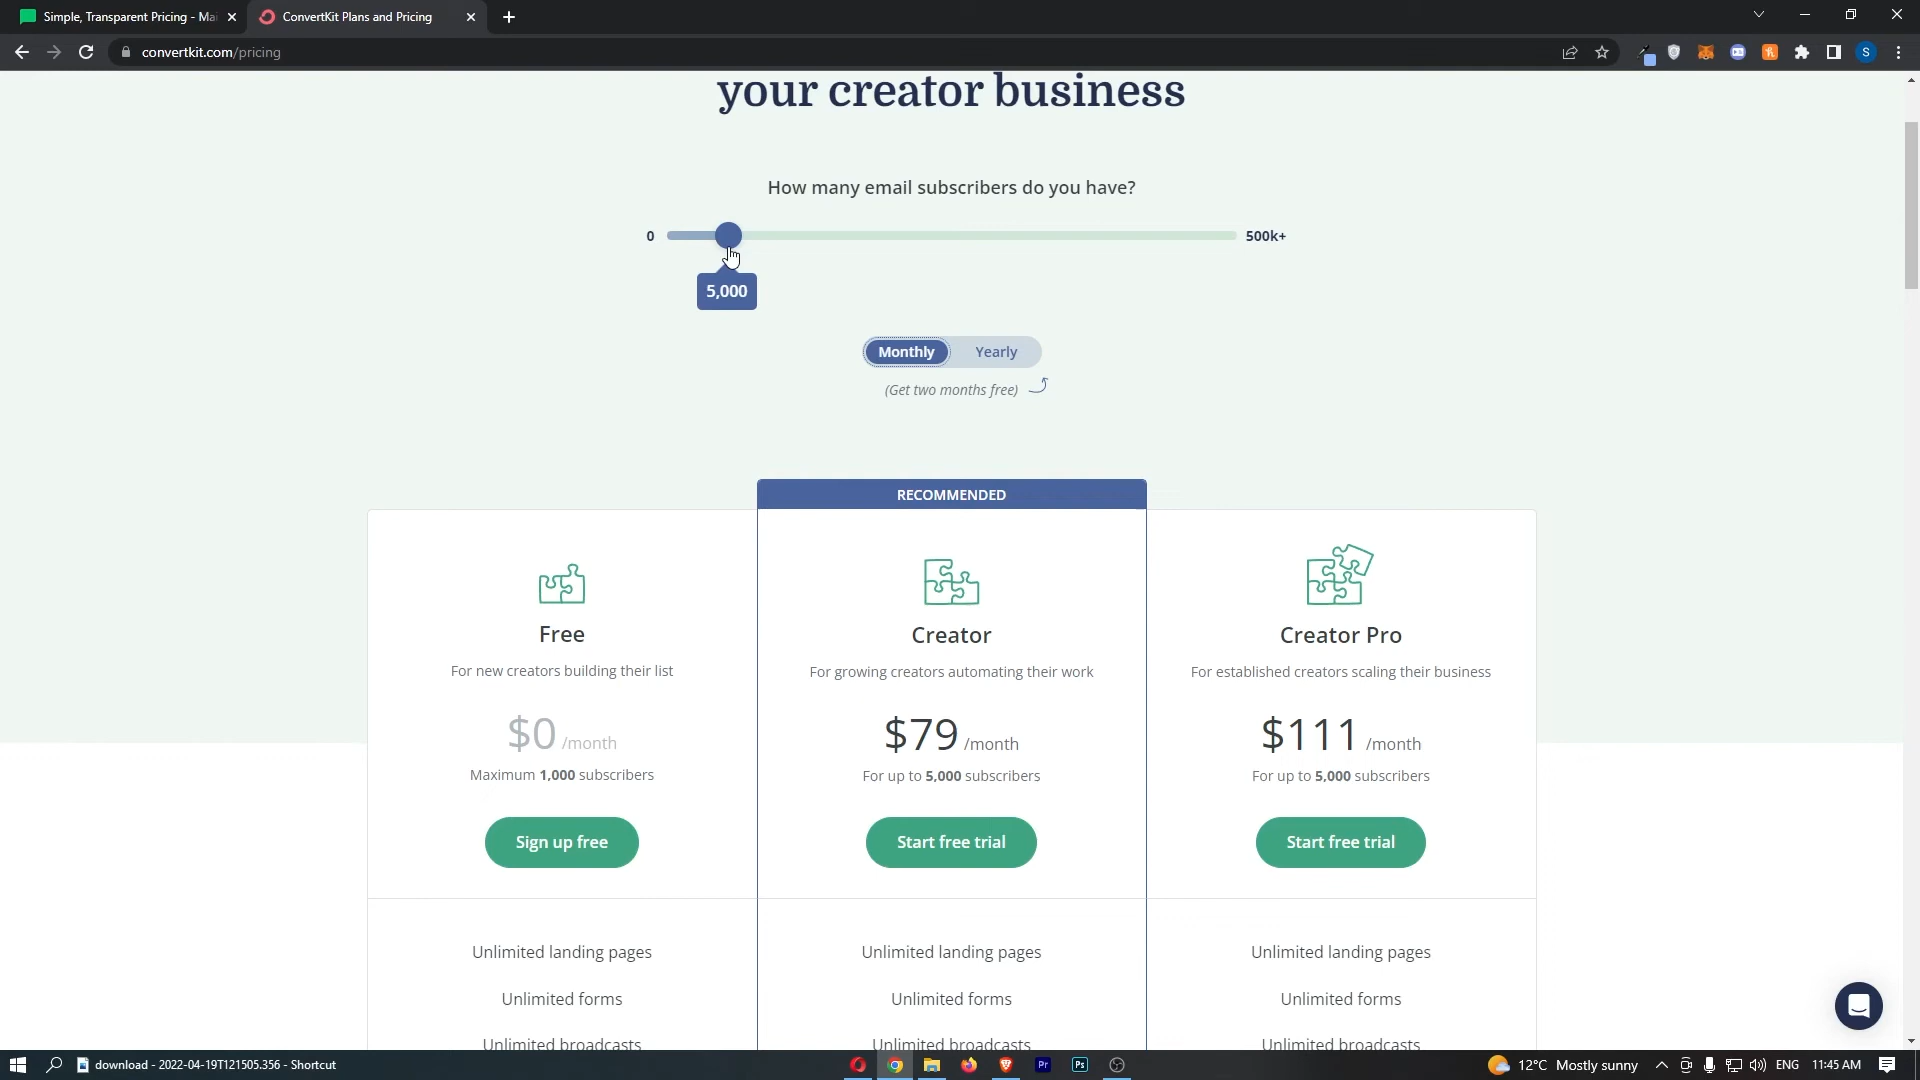 Simple, Transparent Pricing - Mai
ConvertKit Plans and Pricing
convertkit.com/pricing
S
your creator business
How many email subscribers do you have?
0
500k+
5,000
Monthly
Yearly
(Get two months free)
RECOMMENDED
Free
Creator
Creator Pro
For new creators building their list
For growing creators automating their work
For established creators scaling their business
$0 /month
$79 /month
$111 /month
Maximum 1,000 subscribers
For up to 5,000 subscribers
For up to 5,000 subscribers
Sign up free
Start free trial
Start free trial
Unlimited landing pages
Unlimited landing pages
Unlimited landing pages
Unlimited forms
Unlimited forms
Unlimited forms
Unlimited broadcasts
Unlimited broadcasts
Unlimited broadcasts
download - 2022-04-19T121505.356 - Shortcut
Pr
Ps
12°C Mostly sunny
ENG
11:45 AM